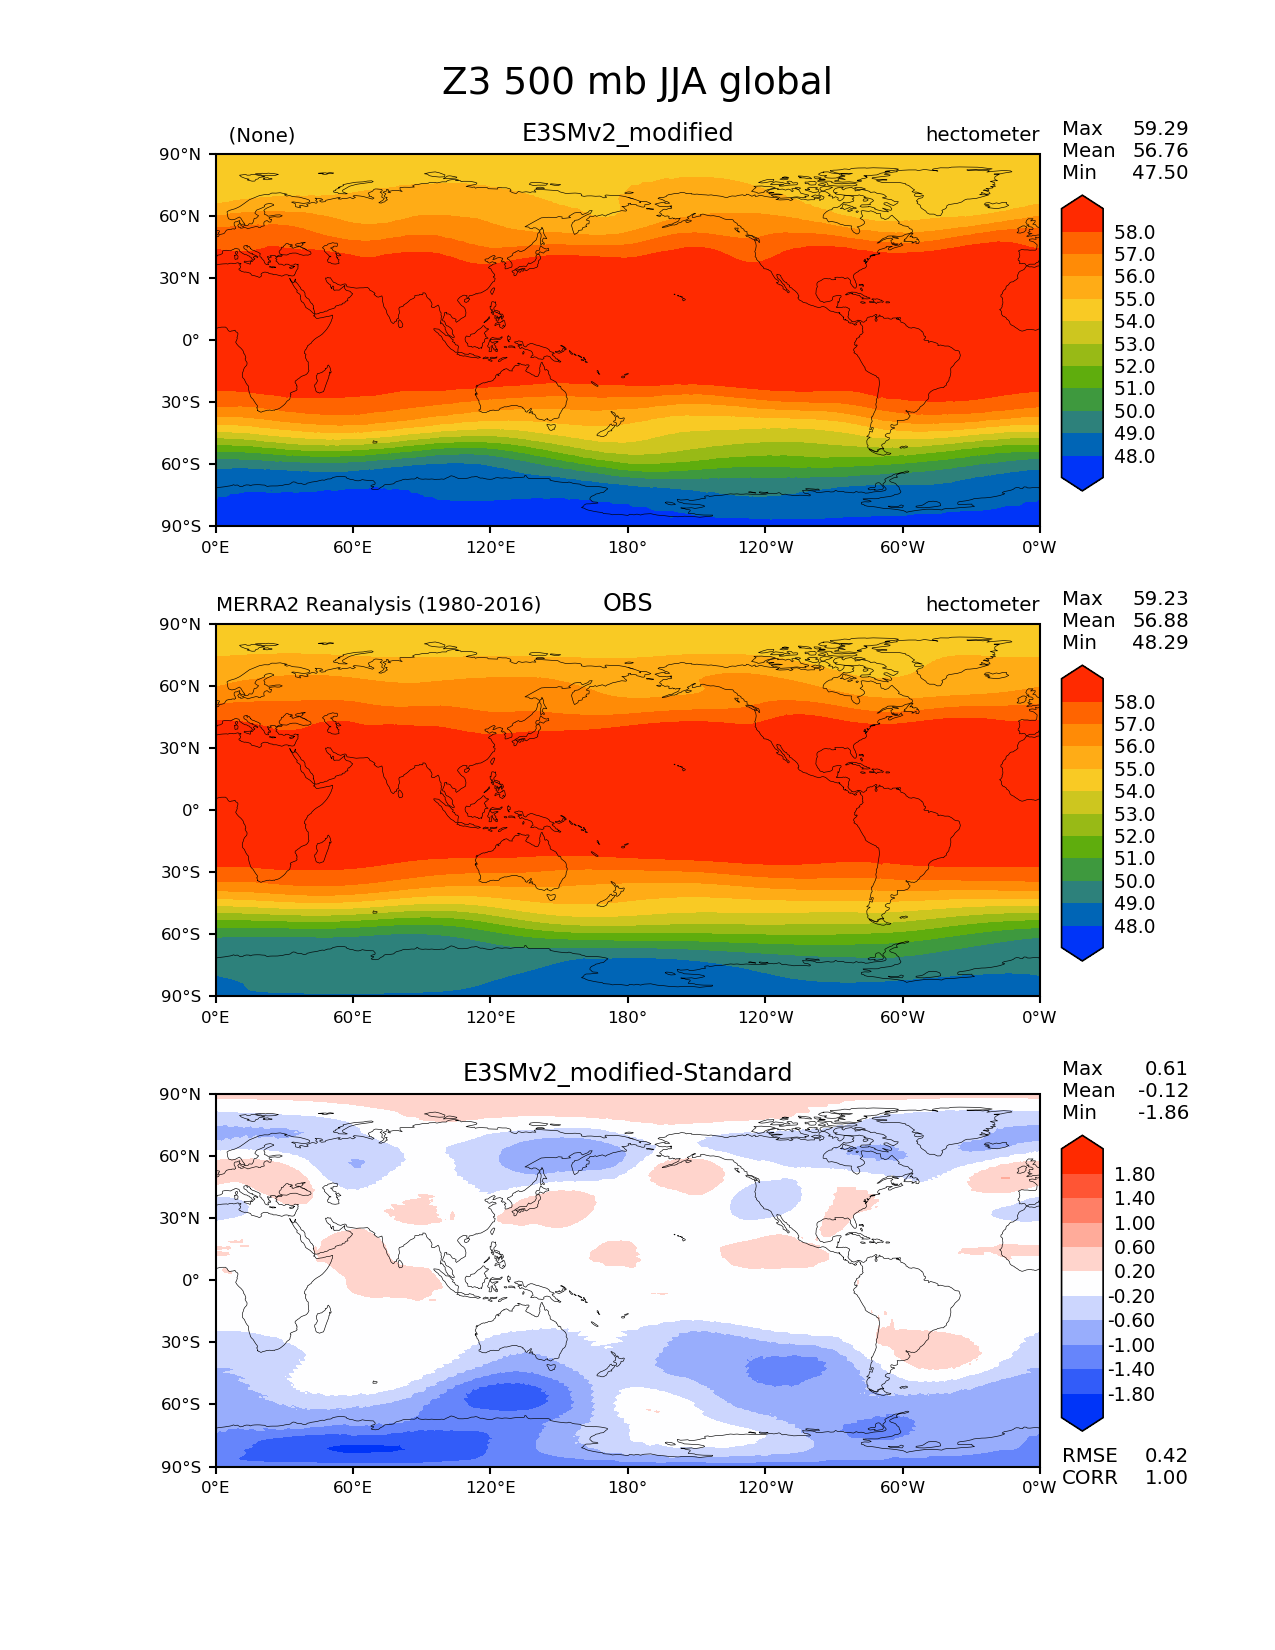 Z3 500 mb JJA global
(None) E3SMv2_modified hectometer
Max 59.29
Mean 56.76
Min 47.50
90°N
60°N
30°N
0°
30°S
60°S
90°S
0°E 60°E 120°E 180° 120°W 60°W 0°W
58.0
57.0
56.0
55.0
54.0
53.0
52.0
51.0
50.0
49.0
48.0
MERRA2 Reanalysis (1980-2016) OBS hectometer
Max 59.23
Mean 56.88
Min 48.29
90°N
60°N
30°N
0°
30°S
60°S
90°S
0°E 60°E 120°E 180° 120°W 60°W 0°W
58.0
57.0
56.0
55.0
54.0
53.0
52.0
51.0
50.0
49.0
48.0
E3SMv2_modified-Standard
Max 0.61
Mean -0.12
Min -1.86
90°N
60°N
30°N
0°
30°S
60°S
90°S
0°E 60°E 120°E 180° 120°W 60°W 0°W
1.80
1.40
1.00
0.60
0.20
-0.20
-0.60
-1.00
-1.40
-1.80
RMSE 0.42
CORR 1.00